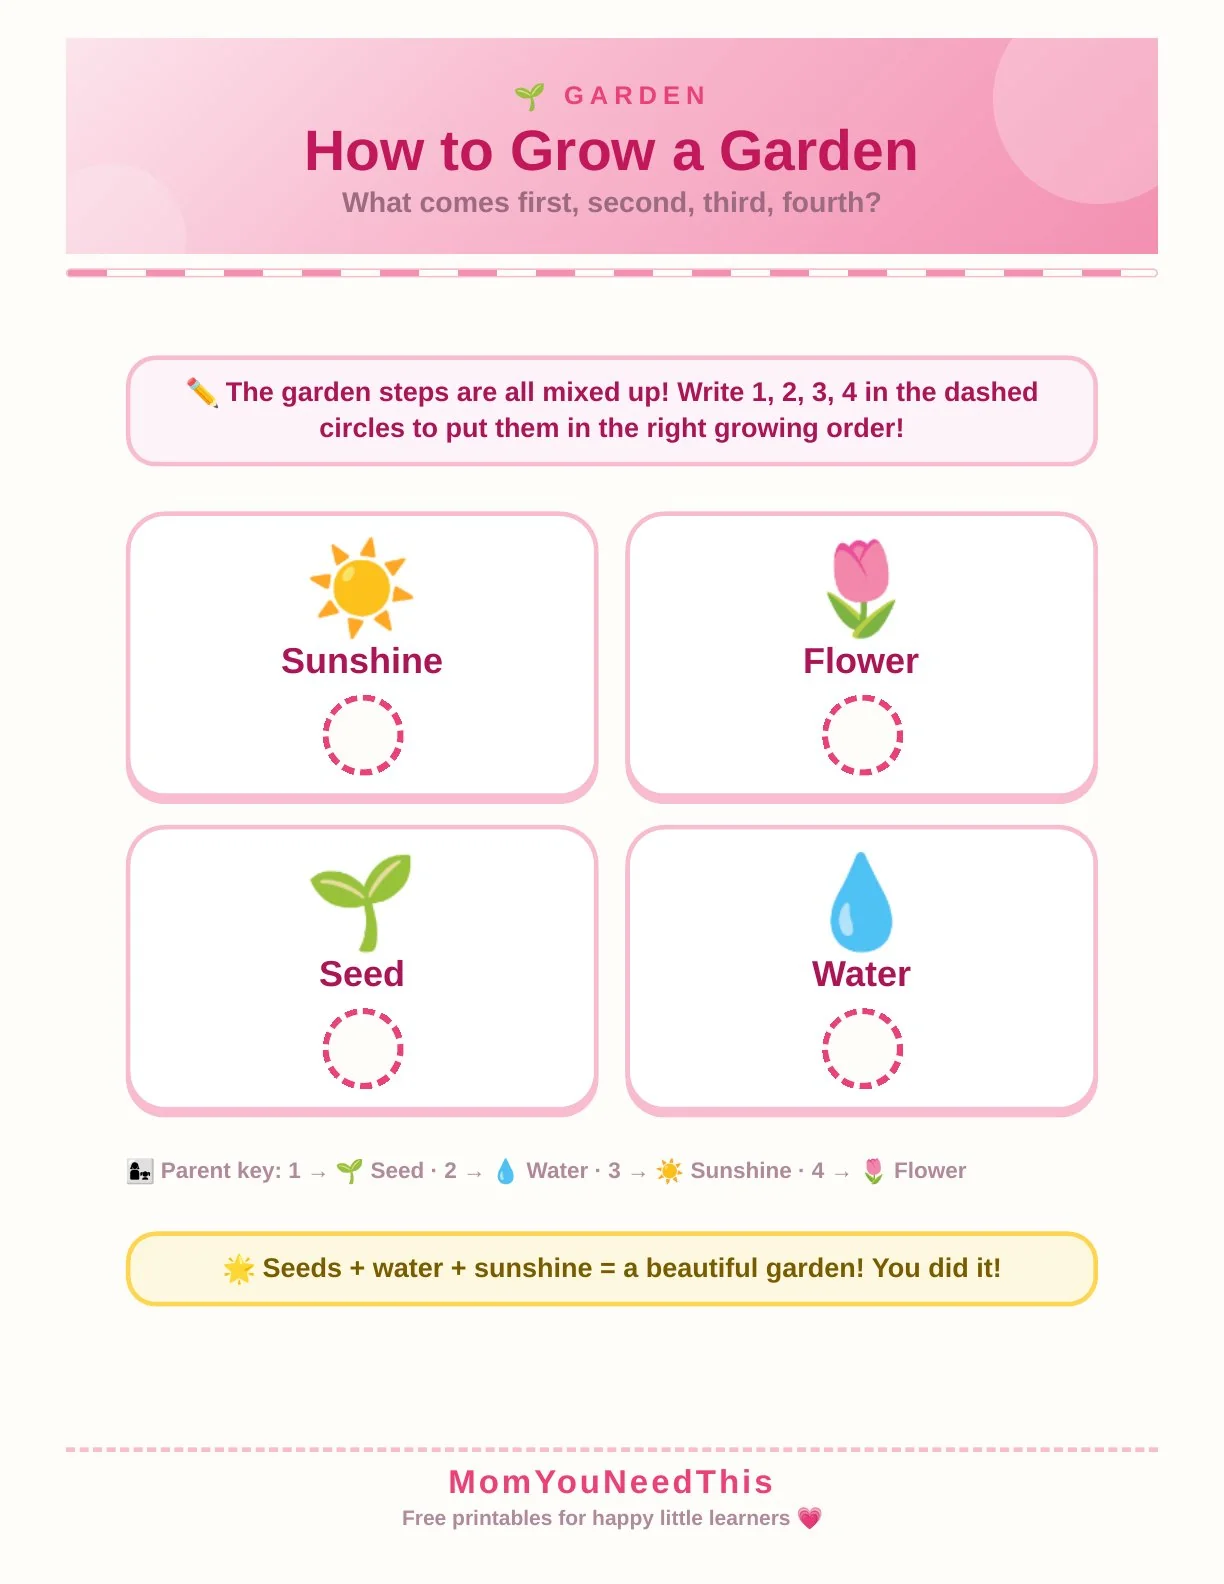 🌱 GARDEN
How to Grow a Garden
What comes first, second, third, fourth?
✏️ The garden steps are all mixed up! Write 1, 2, 3, 4 in the dashed
circles to put them in the right growing order!
Sunshine
Flower
Seed
Water
Parent key: 1 → 🌱 Seed · 2 → 💧 Water · 3 → ☀️ Sunshine · 4 → 🌷 Flower
🌟 Seeds + water + sunshine = a beautiful garden! You did it!
MomYouNeedThis
Free printables for happy little learners 💗